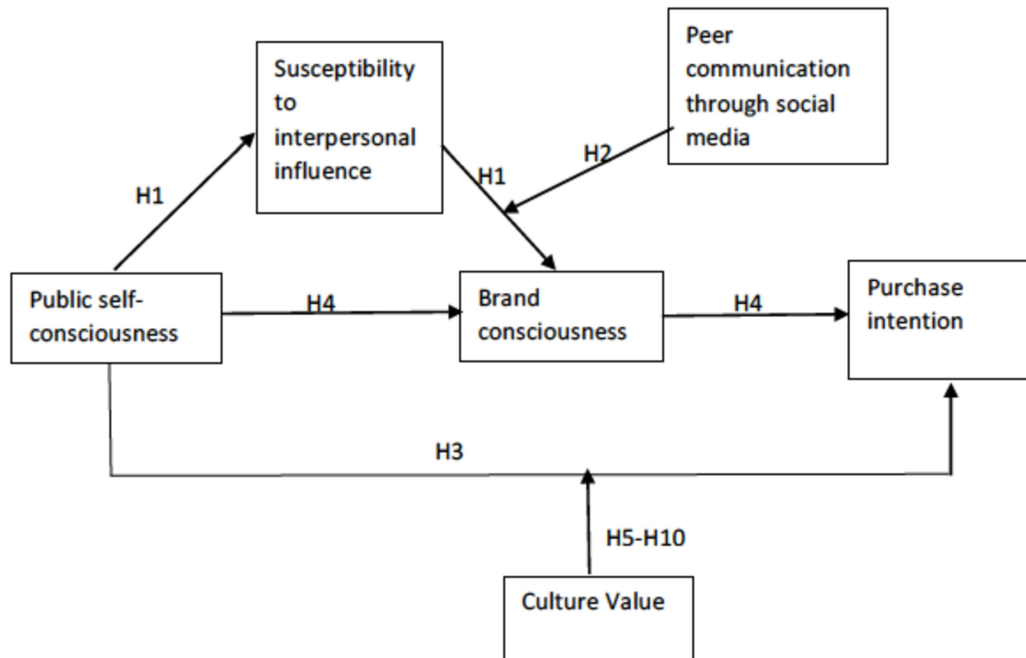 Peer
communication
through social
media
Susceptibility
to
interpersonal
influence
H2
H1
H1
Public self-
consciousness
H4
Brand
consciousness
H4
Purchase
intention
H3
H5-H10
Culture Value